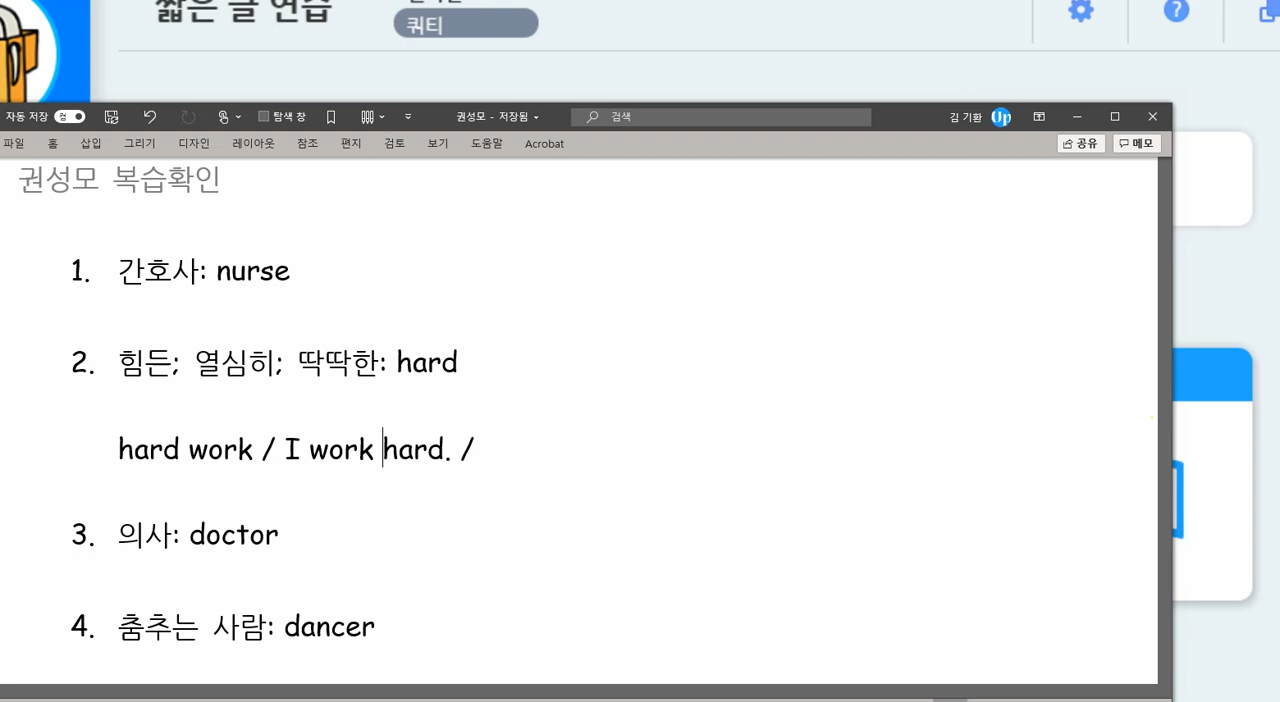 짧은 글 연습
쿼티
자동 저장 켬 탐색 창 권성모 - 저장됨 검색 김 기환 Up
파일 홈 삽입 그리기 디자인 레이아웃 참조 편지 검토 보기 도움말 Acrobat 공유 메모
권성모 복습확인
1. 간호사: nurse
2. 힘든; 열심히; 딱딱한: hard
hard work / I work hard. /
3. 의사: doctor
4. 춤추는 사람: dancer